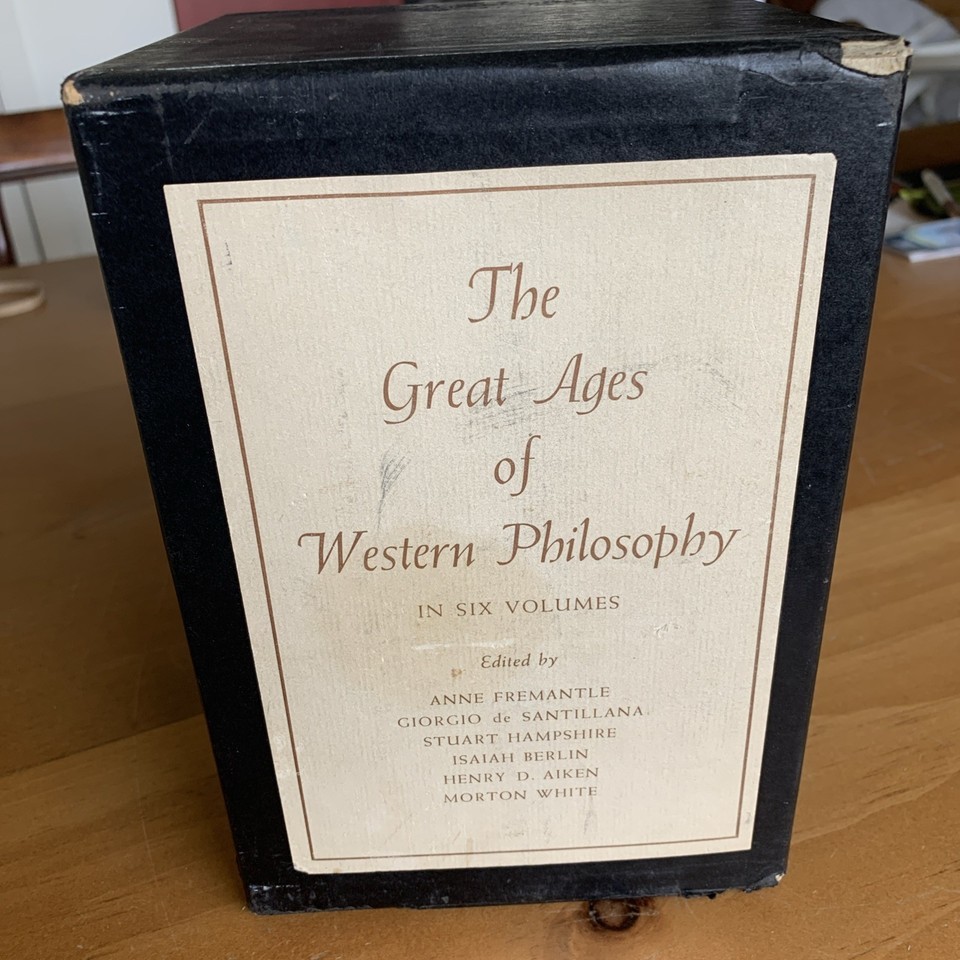 The
Great Ages
of
Western Philosophy
IN SIX VOLUMES
Edited by
ANNE FREMANTLE
GIORGIO de SANTILLANA
STUART HAMPSHIRE
ISAIAH BERLIN
HENRY D. AIKEN
MORTON WHITE